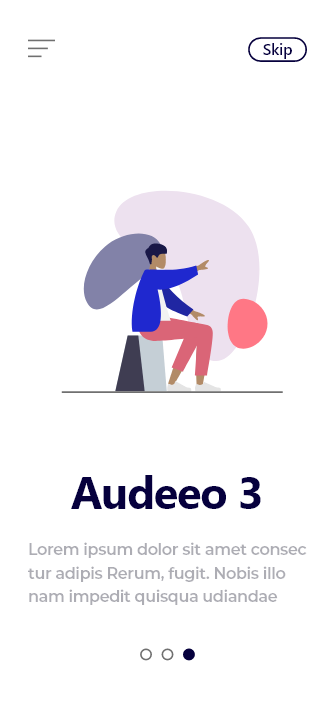 Skip
Audeeo 3
Lorem ipsum dolor sit amet consec
tur adipis Rerum, fugit. Nobis illo
nam impedit quisqua udiandae